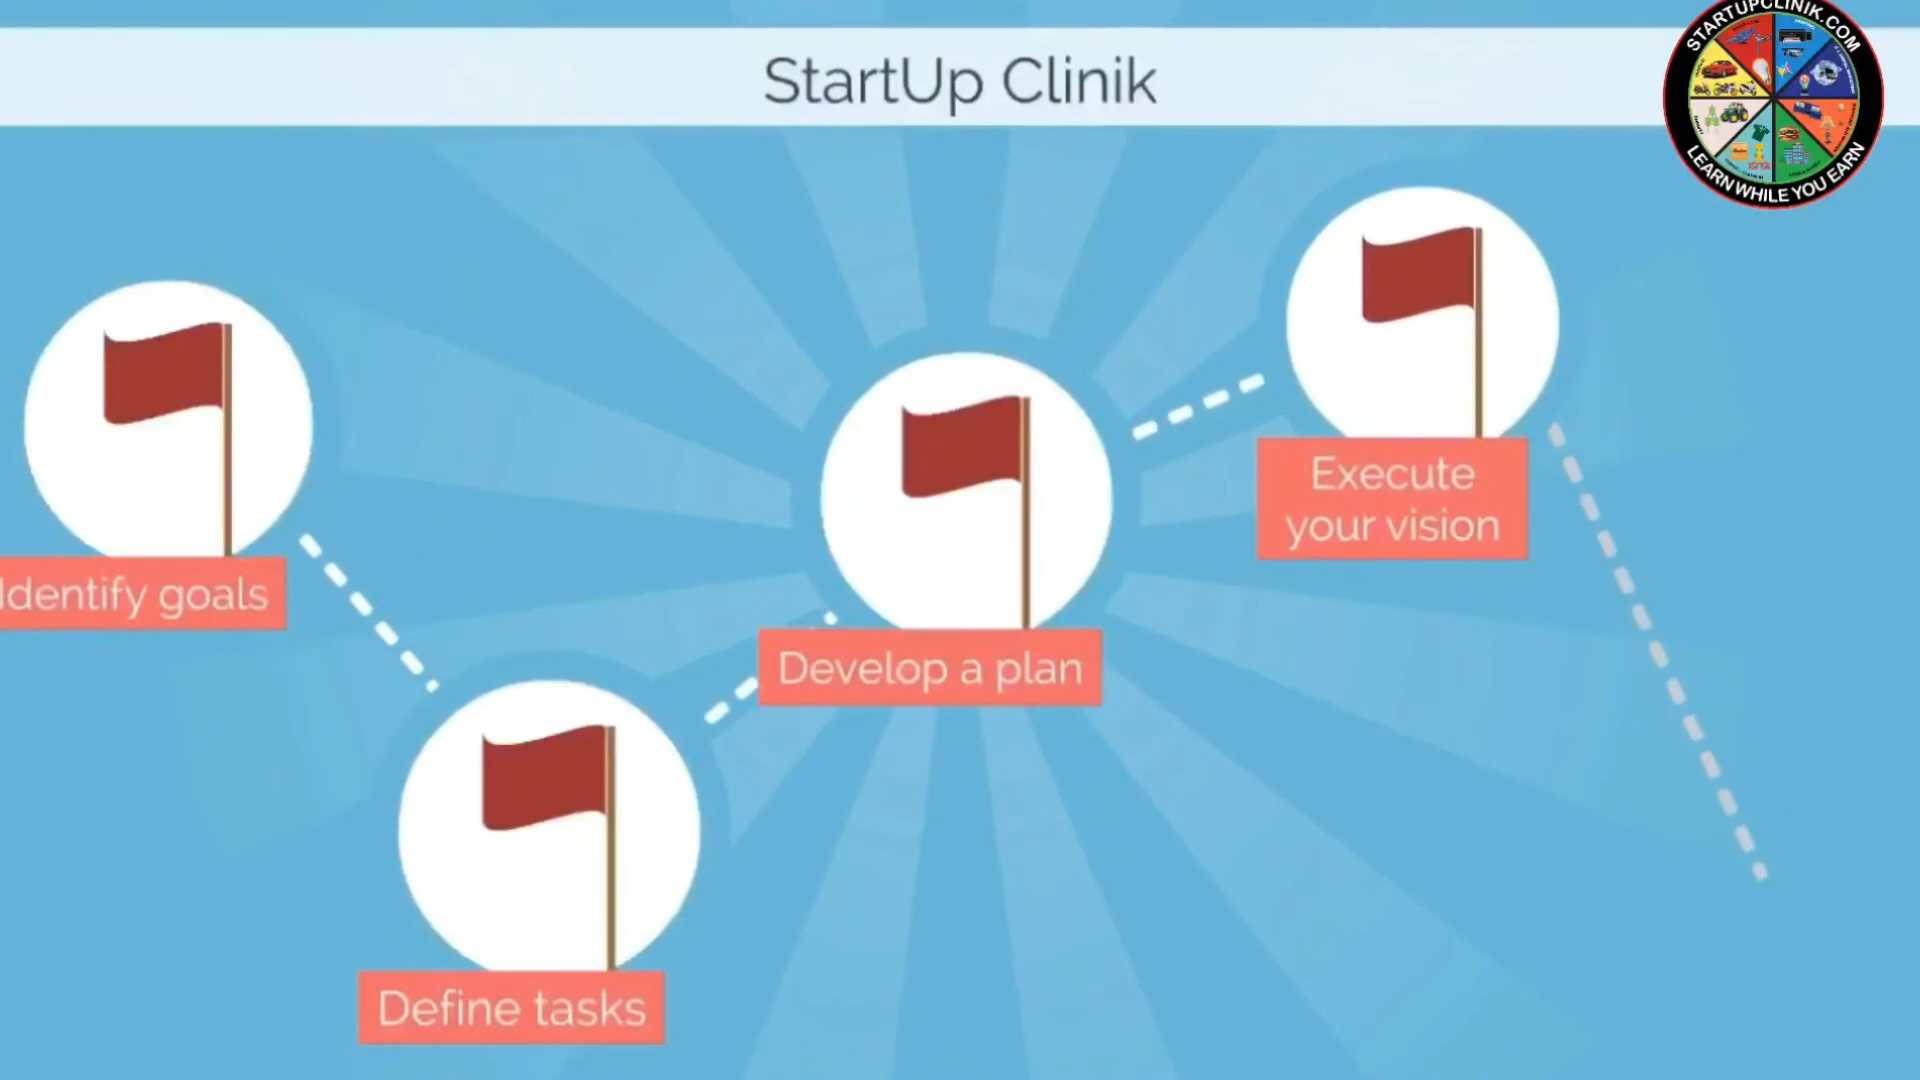 StartUp Clinik
STARTUPCLINIK.COM
LEARN WHILE YOU EARN
Identify goals
Define tasks
Develop a plan
Execute
your vision